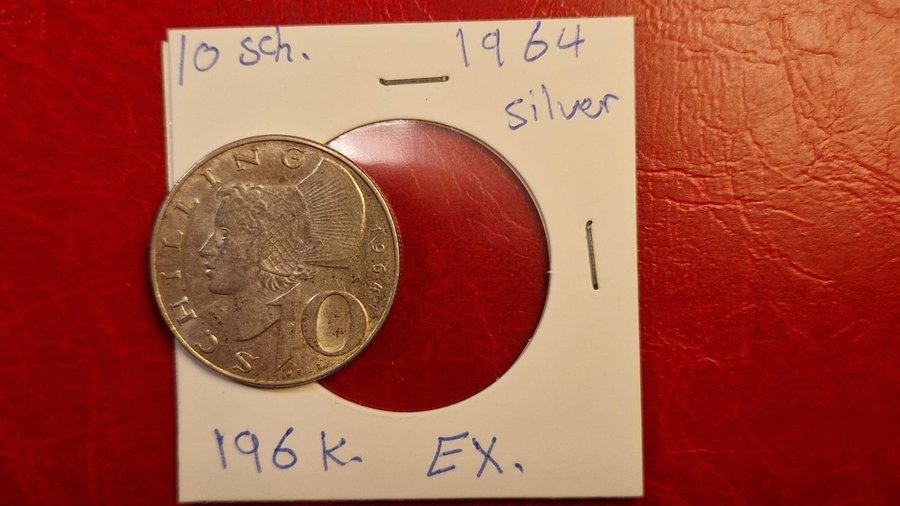 10 sch. 1964
silver
SCHILLING
1964
10
196 K. EX.